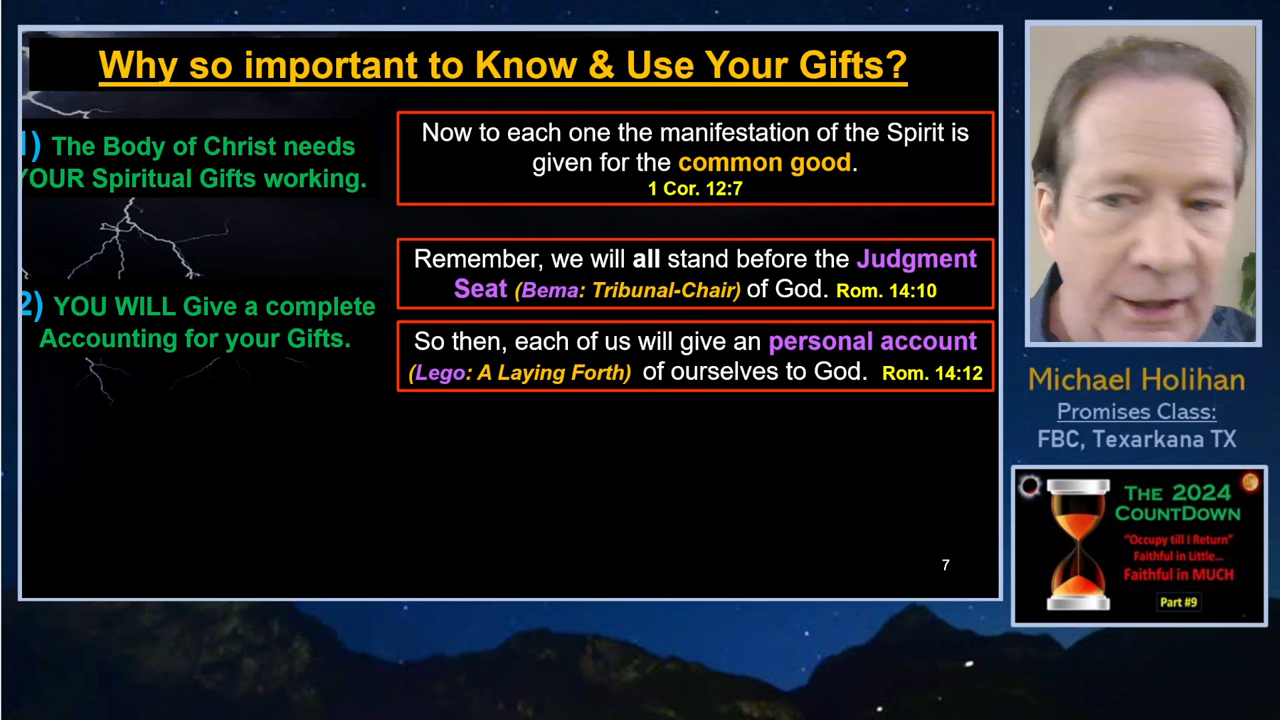 Why so important to Know & Use Your Gifts?
1) The Body of Christ needs
YOUR Spiritual Gifts working.
Now to each one the manifestation of the Spirit is
given for the common good.
1 Cor. 12:7
2) YOU WILL Give a complete
Accounting for your Gifts.
Remember, we will all stand before the Judgment
Seat (Bema: Tribunal-Chair) of God. Rom. 14:10
So then, each of us will give an personal account
(Lego: A Laying Forth) of ourselves to God. Rom. 14:12
7
Michael Holihan
Promises Class:
FBC, Texarkana TX
The 2024
CountDown
"Occupy till I Return"
Faithful in Little...
Faithful in MUCH
Part #9